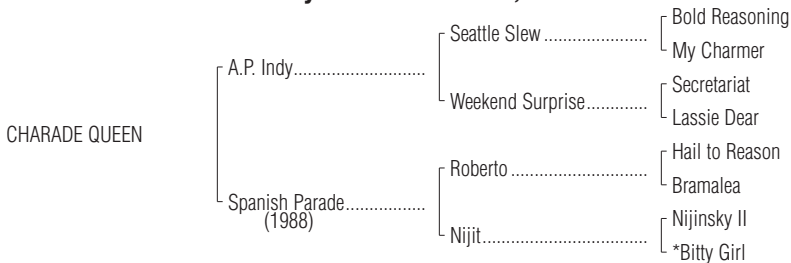 Bold Reasoning
Seattle Slew
My Charmer
A.P. Indy
Secretariat
Weekend Surprise
Lassie Dear
CHARADE QUEEN
Hail to Reason
Roberto
Bramalea
Spanish Parade
(1988)
Nijinsky II
Nijit
*Bitty Girl